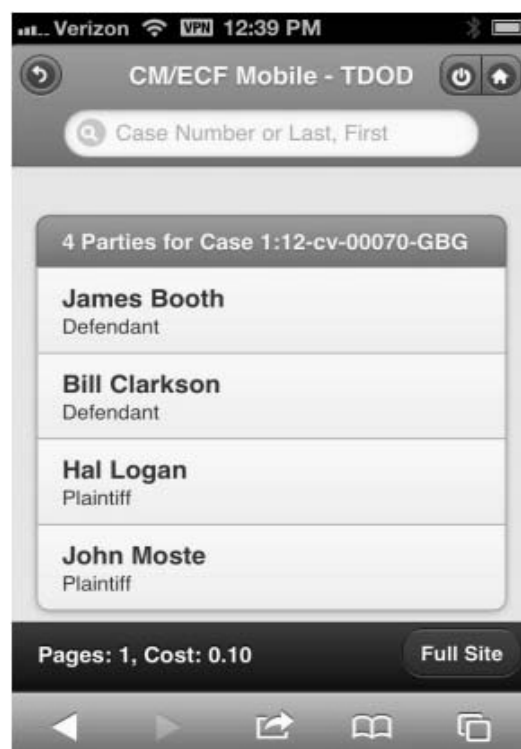 Verizon VPN 12:39 PM
CM/ECF Mobile - TDOD
Case Number or Last, First
4 Parties for Case 1:12-cv-00070-GBG
James Booth
Defendant
Bill Clarkson
Defendant
Hal Logan
Plaintiff
John Moste
Plaintiff
Pages: 1, Cost: 0.10 Full Site